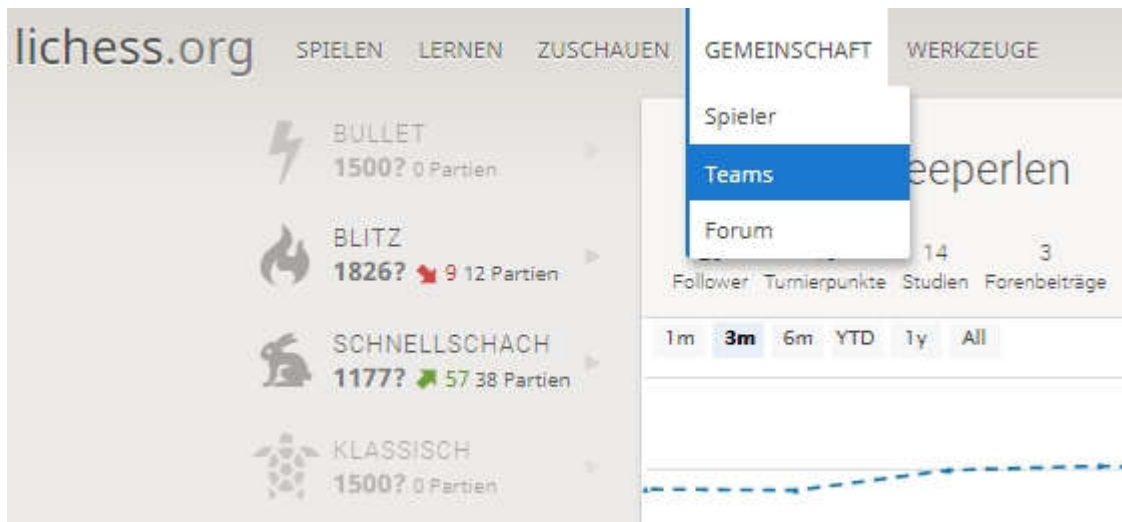 lichess.org SPIELEN LERNEN ZUSCHAUEN GEMEINSCHAFT WERKZEUGE
Spieler
Teams
Forum
BULLET
1500? 0 Partien
BLITZ
1826? 9 12 Partien
SCHNELLSCHACH
1177? 57 38 Partien
KLASSISCH
1500? 0 Partien
eeperlen
14 3
Follower Turnierpunkte Studien Forenbeiträge
1m 3m 6m YTD 1y All